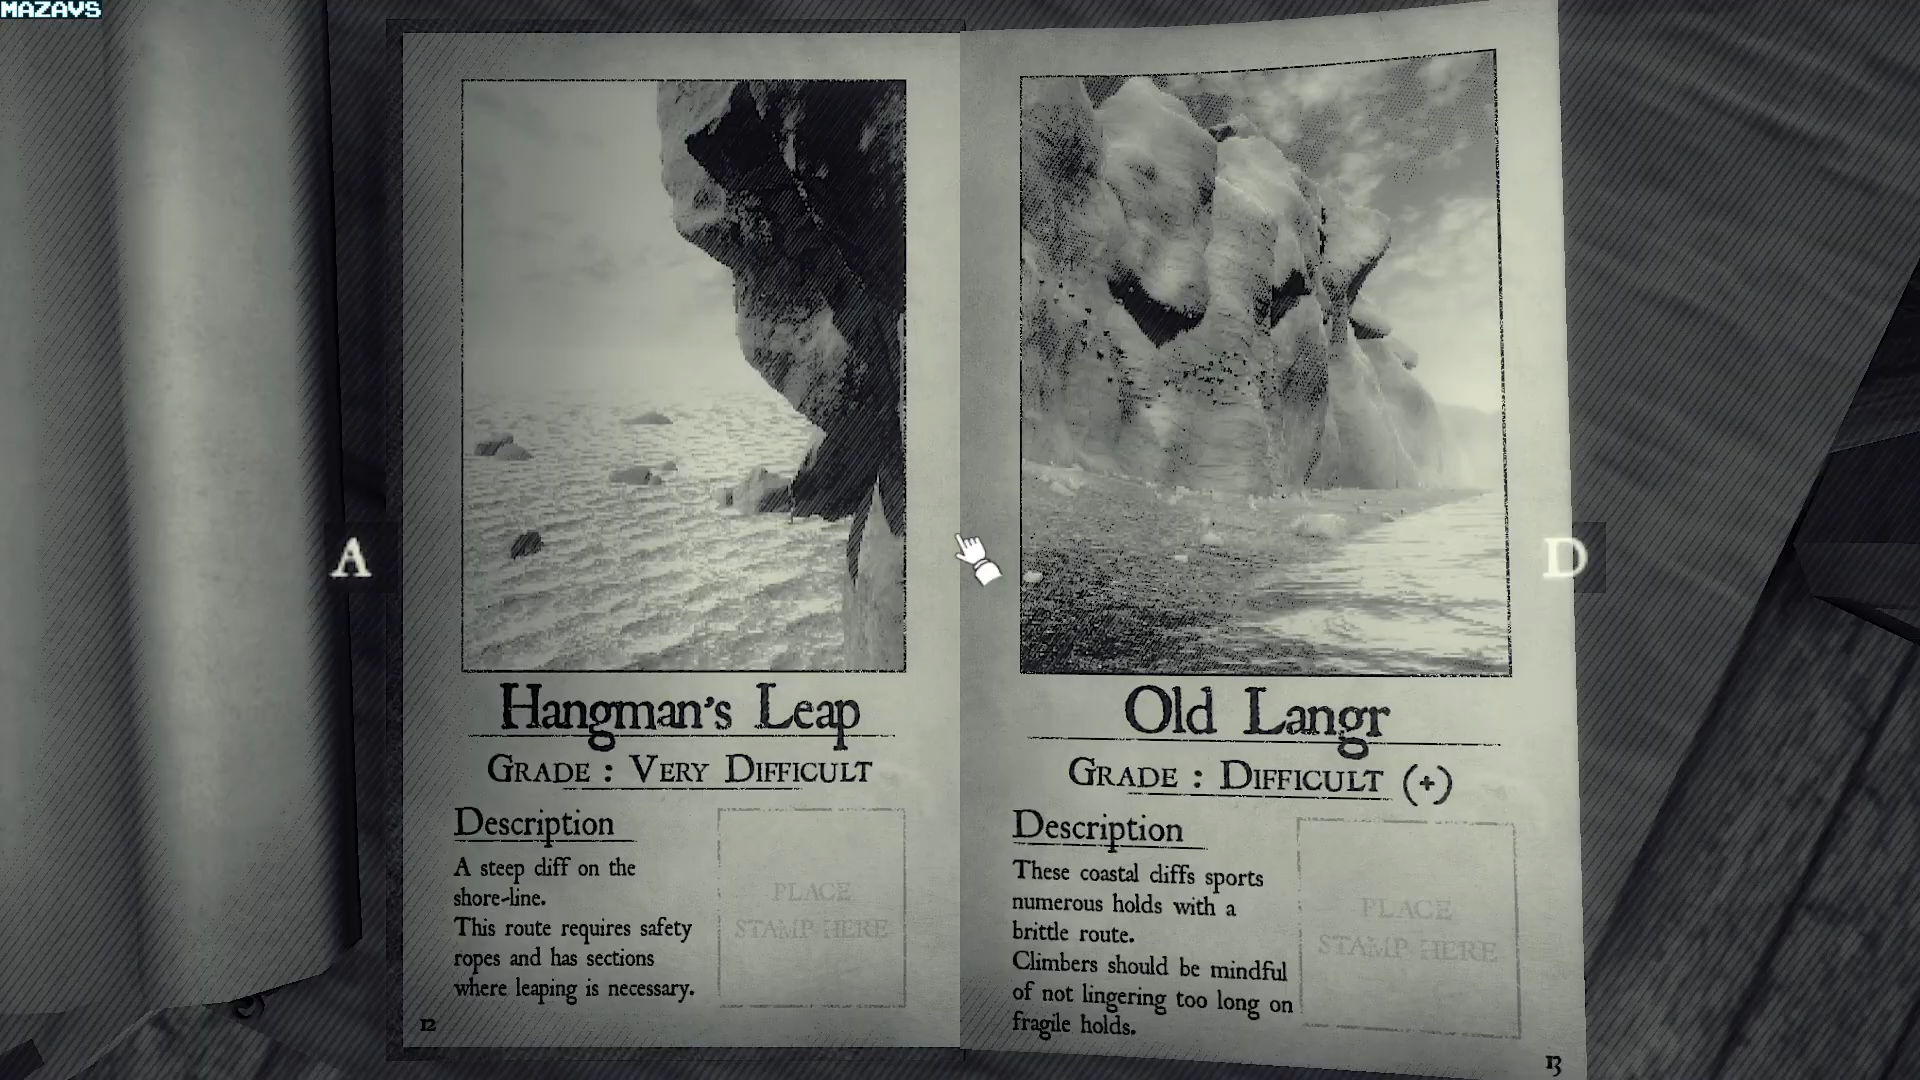 MAZAVS
Hangman's Leap
Grade : Very Difficult
Description
A steep cliff on the
shore-line.
This route requires safety
ropes and has sections
where leaping is necessary.
PLACE
STAMP HERE
12
A
Old Langr
Grade : Difficult (+)
Description
These coastal cliffs sports
numerous holds with a
brittle route.
Climbers should be mindful
of not lingering too long on
fragile holds.
PLACE
STAMP HERE
13
D